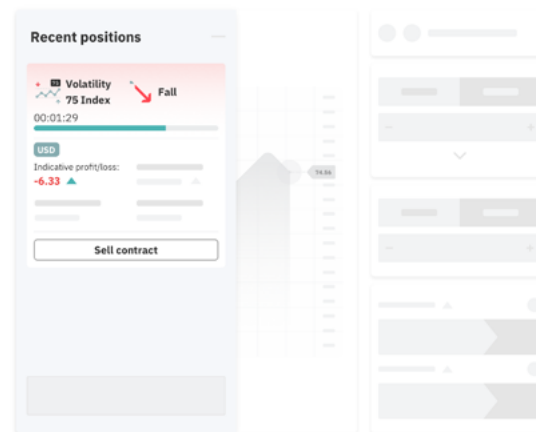 Recent positions
Volatility
75 Index
Fall
00:01:29
USD
Indicative profit/loss:
-6.33
Sell contract